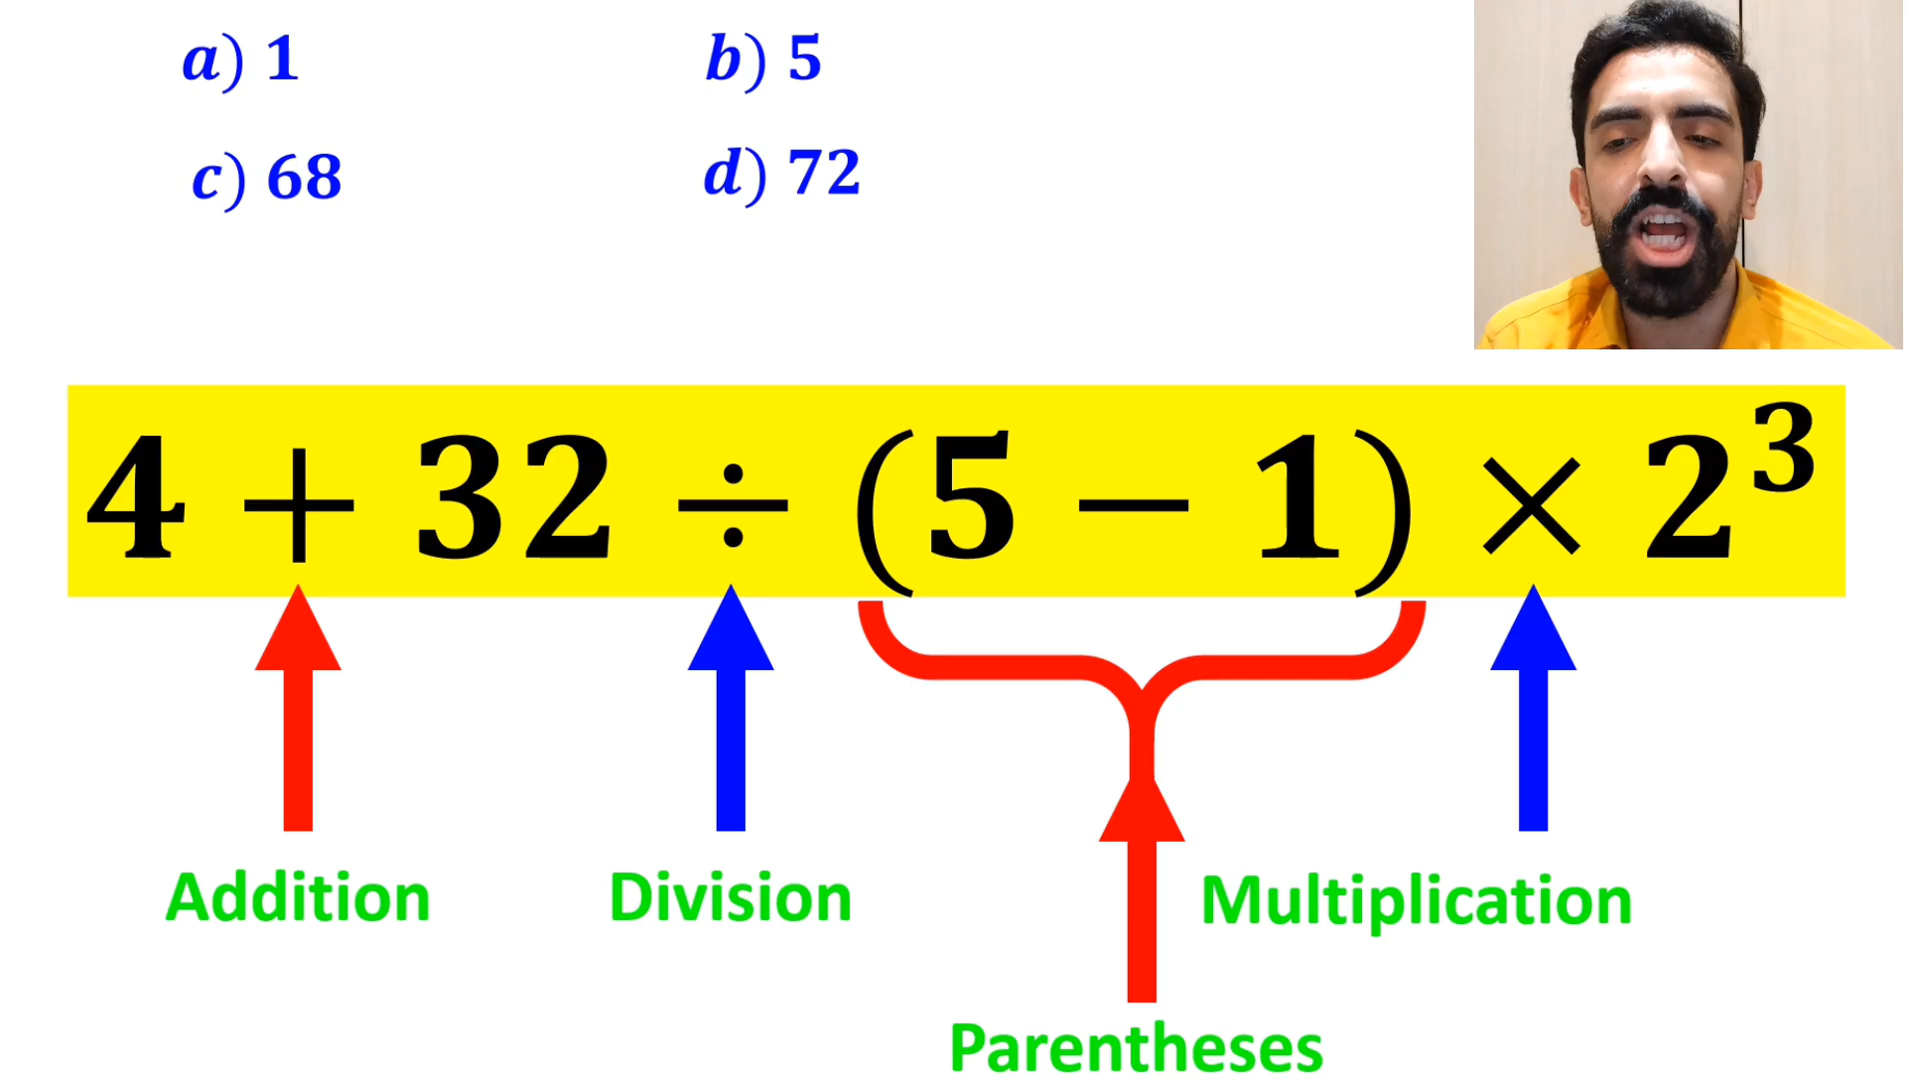 a) 1 b) 5
c) 68 d) 72
4 + 32 ÷ (5 − 1) × 2³
Addition Division Multiplication
Parentheses